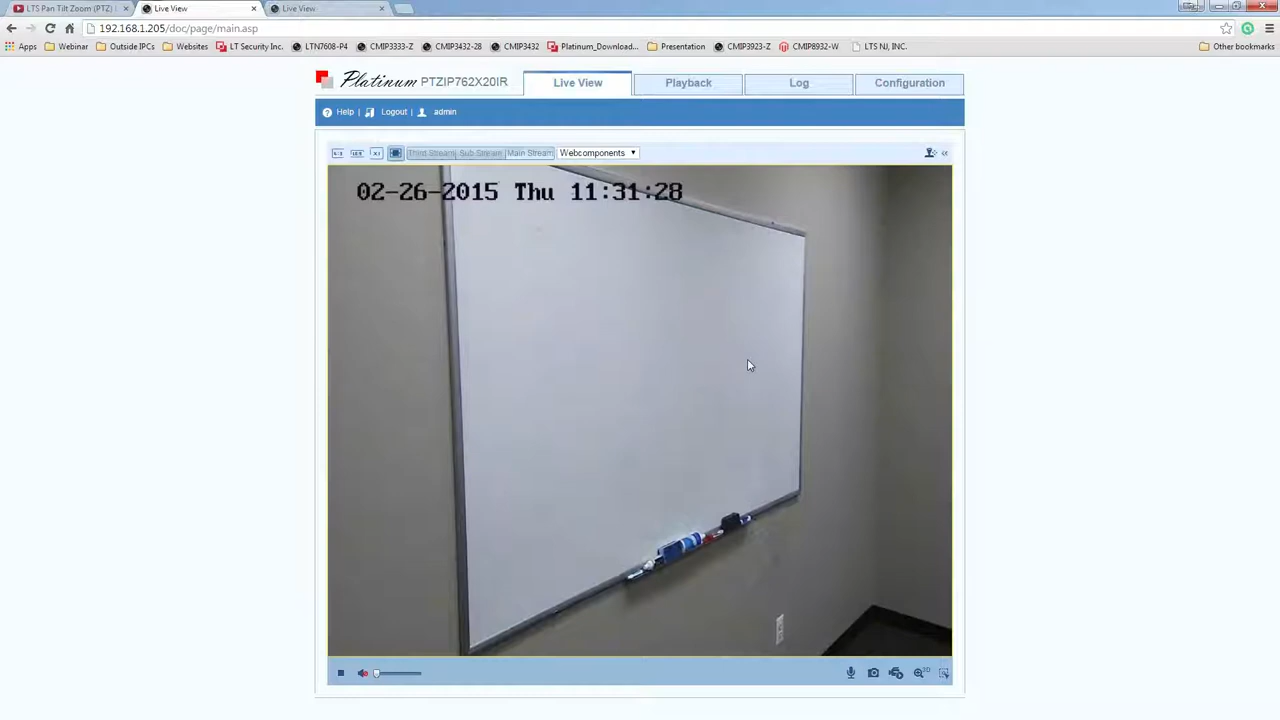 LTS Pan Tilt Zoom (PTZ)
Live View
Live View
192.168.1.205/doc/page/main.asp
Apps
Webinar
Outside IPCs
Websites
LT Security Inc.
LTN7608-P4
CMIP3333-Z
CMIP3432-28
CMIP3432
Platinum_Download...
Presentation
CMIP3923-Z
CMIP8932-W
LTS NJ, INC.
Other bookmarks
Platinum PTZIP762X20IR
Live View
Playback
Log
Configuration
Help | Logout | admin
Third Stream Sub Stream Main Stream Webcomponents
02-26-2015 Thu 11:31:28
3D